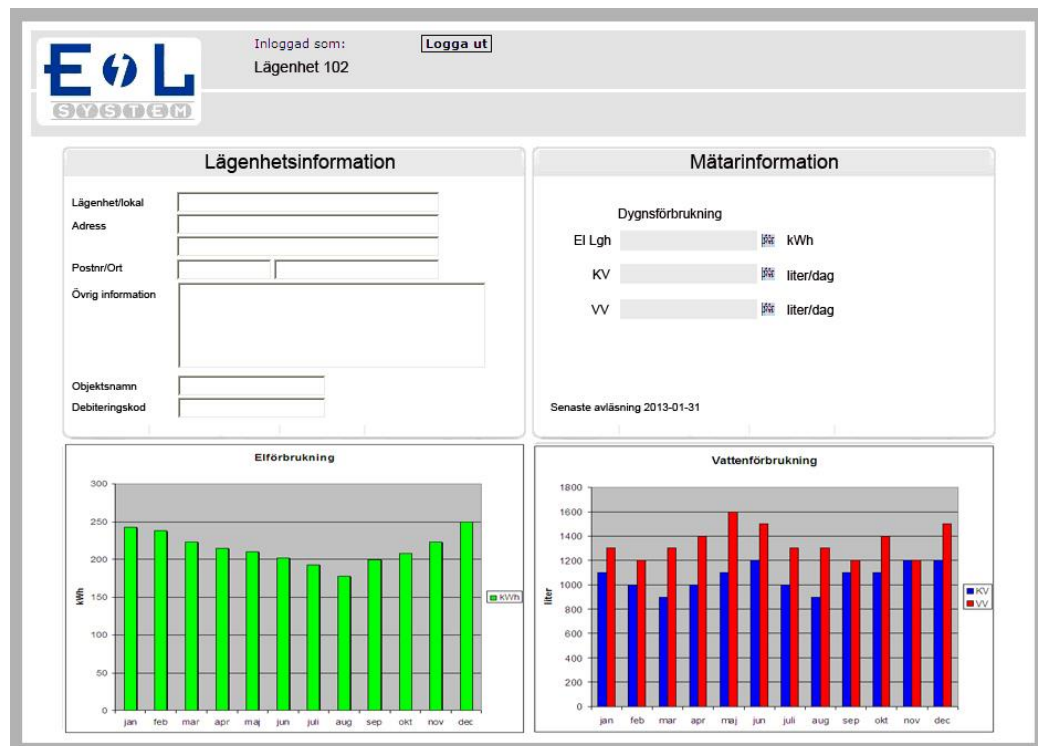 EL
SYSTEM
Inloggad som:
Logga ut
Lägenhet 102
Lägenhetsinformation
Lägenhet/lokal
Adress
Postnr/Ort
Övrig information
Objektsnamn
Debiteringskod
Mätarinformation
Dygnsförbrukning
El Lgh kWh
KV liter/dag
VV liter/dag
Senaste avläsning 2013-01-31
Elförbrukning
300
250
200
150
100
50
0
kWh
jan feb mar apr maj jun juli aug sep okt nov dec
kWh
Vattenförbrukning
1800
1600
1400
1200
1000
800
600
400
200
0
liter
jan feb mar apr maj jun juli aug sep okt nov dec
KV
VV